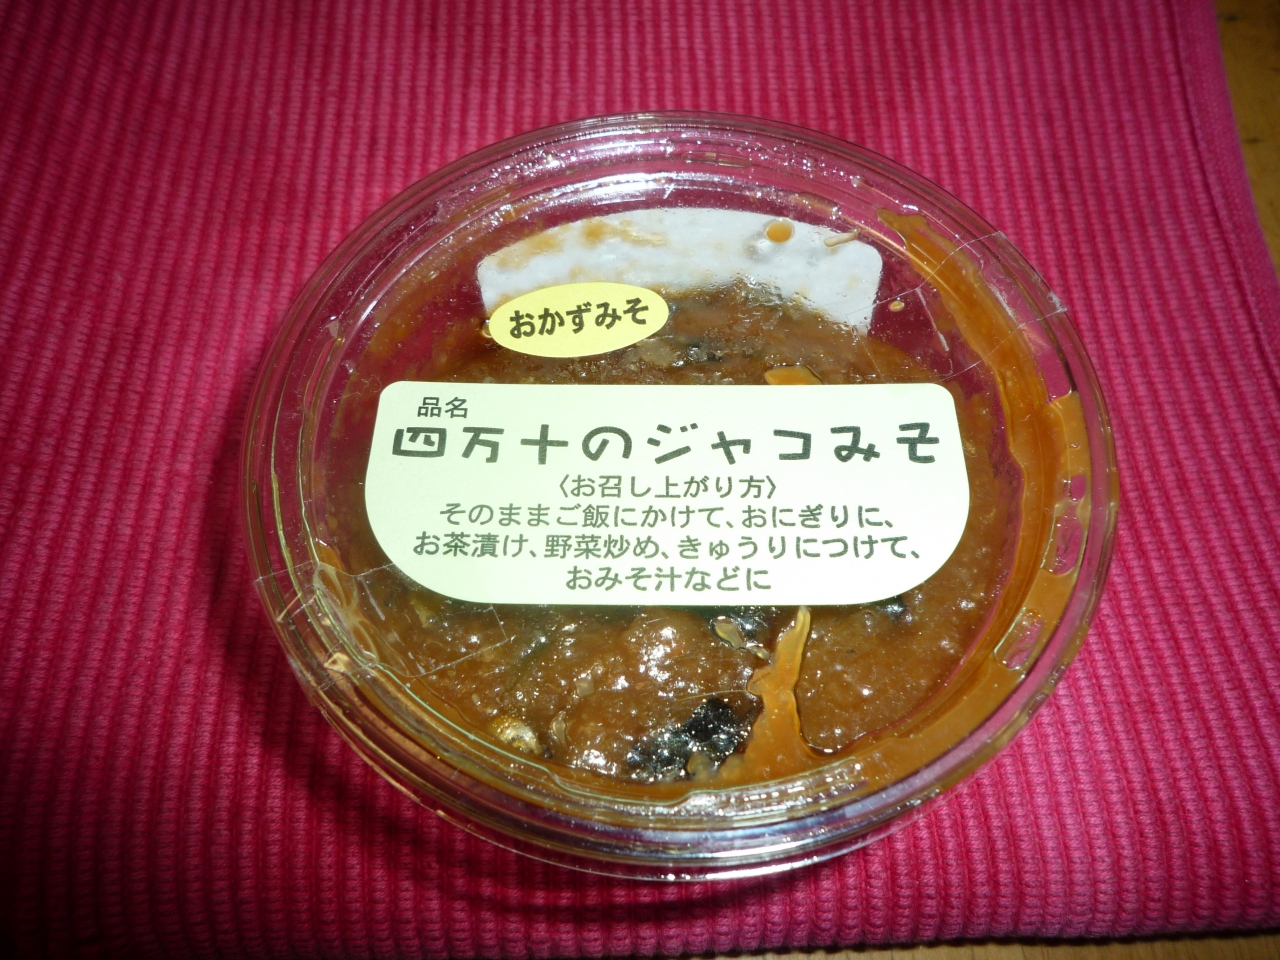 おかずみそ
品名
四万十のジャコみそ
〈お召し上がり方〉
そのままご飯にかけて、おにぎりに、
お茶漬け、野菜炒め、きゅうりにつけて、
おみそ汁などに